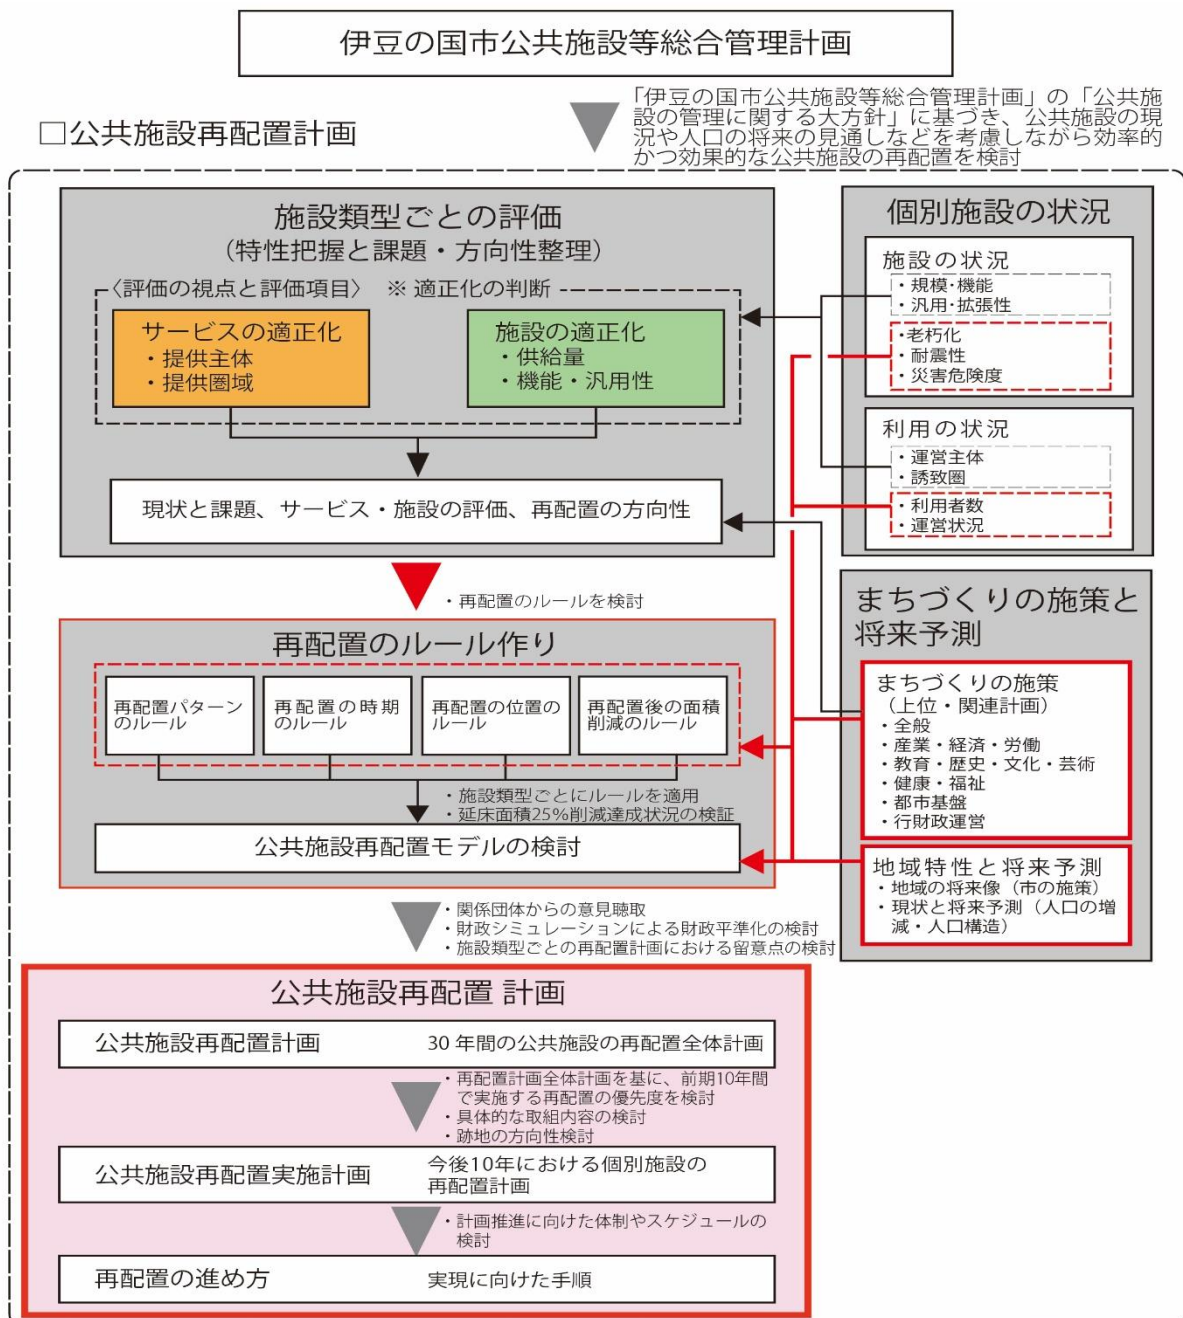 伊豆の国市公共施設等総合管理計画
「伊豆の国市公共施設等総合管理計画」の「公共施
設の管理に関する大方針」に基づき、公共施設の現
況や人口の将来の見通しなどを考慮しながら効率的
かつ効果的な公共施設の再配置を検討
□公共施設再配置計画
施設類型ごとの評価
(特性把握と課題・方向性整理)
〈評価の視点と評価項目〉 ※ 適正化の判断
サービスの適正化
・提供主体
・提供圏域
施設の適正化
・供給量
・機能・汎用性
現状と課題、サービス・施設の評価、再配置の方向性
個別施設の状況
施設の状況
・規模・機能
・汎用・拡張性
・老朽化
・耐震性
・災害危険度
利用の状況
・運営主体
・誘致圏
・利用者数
・運営状況
・再配置のルールを検討
再配置のルール作り
再配置パターン
のルール
再配置の時期
のルール
再配置の位置の
ルール
再配置後の面積
削減のルール
・施設類型ごとにルールを適用
・延床面積25%削減達成状況の検証
公共施設再配置モデルの検討
まちづくりの施策と
将来予測
まちづくりの施策
(上位・関連計画)
・全般
・産業・経済・労働
・教育・歴史・文化・芸術
・健康・福祉
・都市基盤
・行財政運営
地域特性と将来予測
・地域の将来像(市の施策)
・現状と将来予測(人口の増
減・人口構造)
・関係団体からの意見聴取
・財政シミュレーションによる財政平準化の検討
・施設類型ごとの再配置計画における留意点の検討
公共施設再配置 計画
公共施設再配置計画 30 年間の公共施設の再配置全体計画
・再配置計画全体計画を基に、前期10年間
で実施する再配置の優先度を検討
・具体的な取組内容の検討
・跡地の方向性検討
公共施設再配置実施計画 今後10年における個別施設の
再配置計画
・計画推進に向けた体制やスケジュールの
検討
再配置の進め方 実現に向けた手順